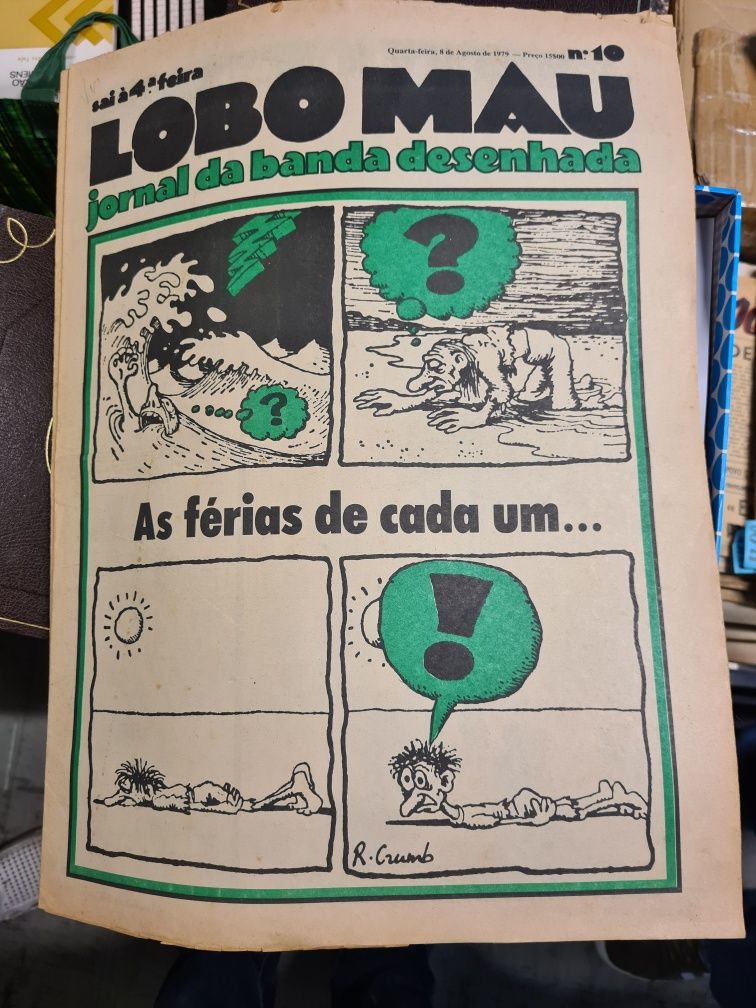 Quarta-feira, 8 de Agosto de 1979 — Preço 15$00 n.º 10
sai à 4.ª feira
LOBO MAU
jornal da banda desenhada
?
?
As férias de cada um...
!
R. Crumb